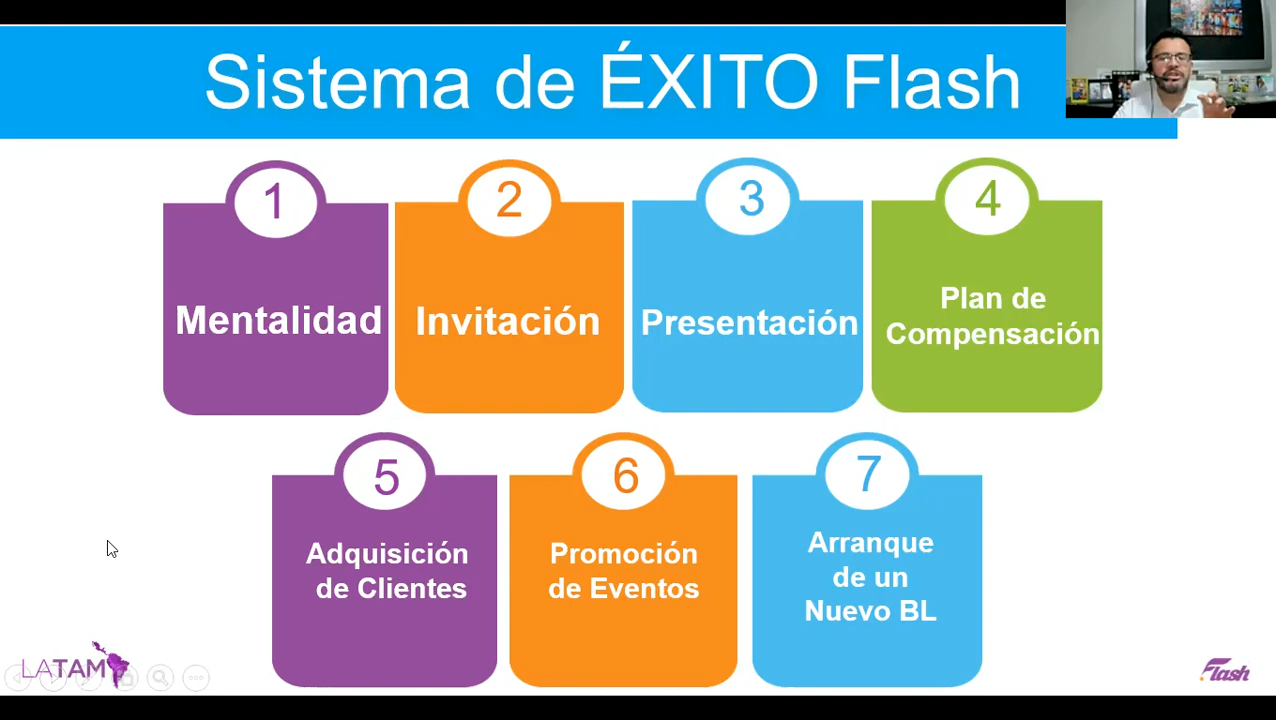 Sistema de ÉXITO Flash
1
Mentalidad
2
Invitación
3
Presentación
4
Plan de
Compensación
5
Adquisición
de Clientes
6
Promoción
de Eventos
7
Arranque
de un
Nuevo BL
LATAM
Flash